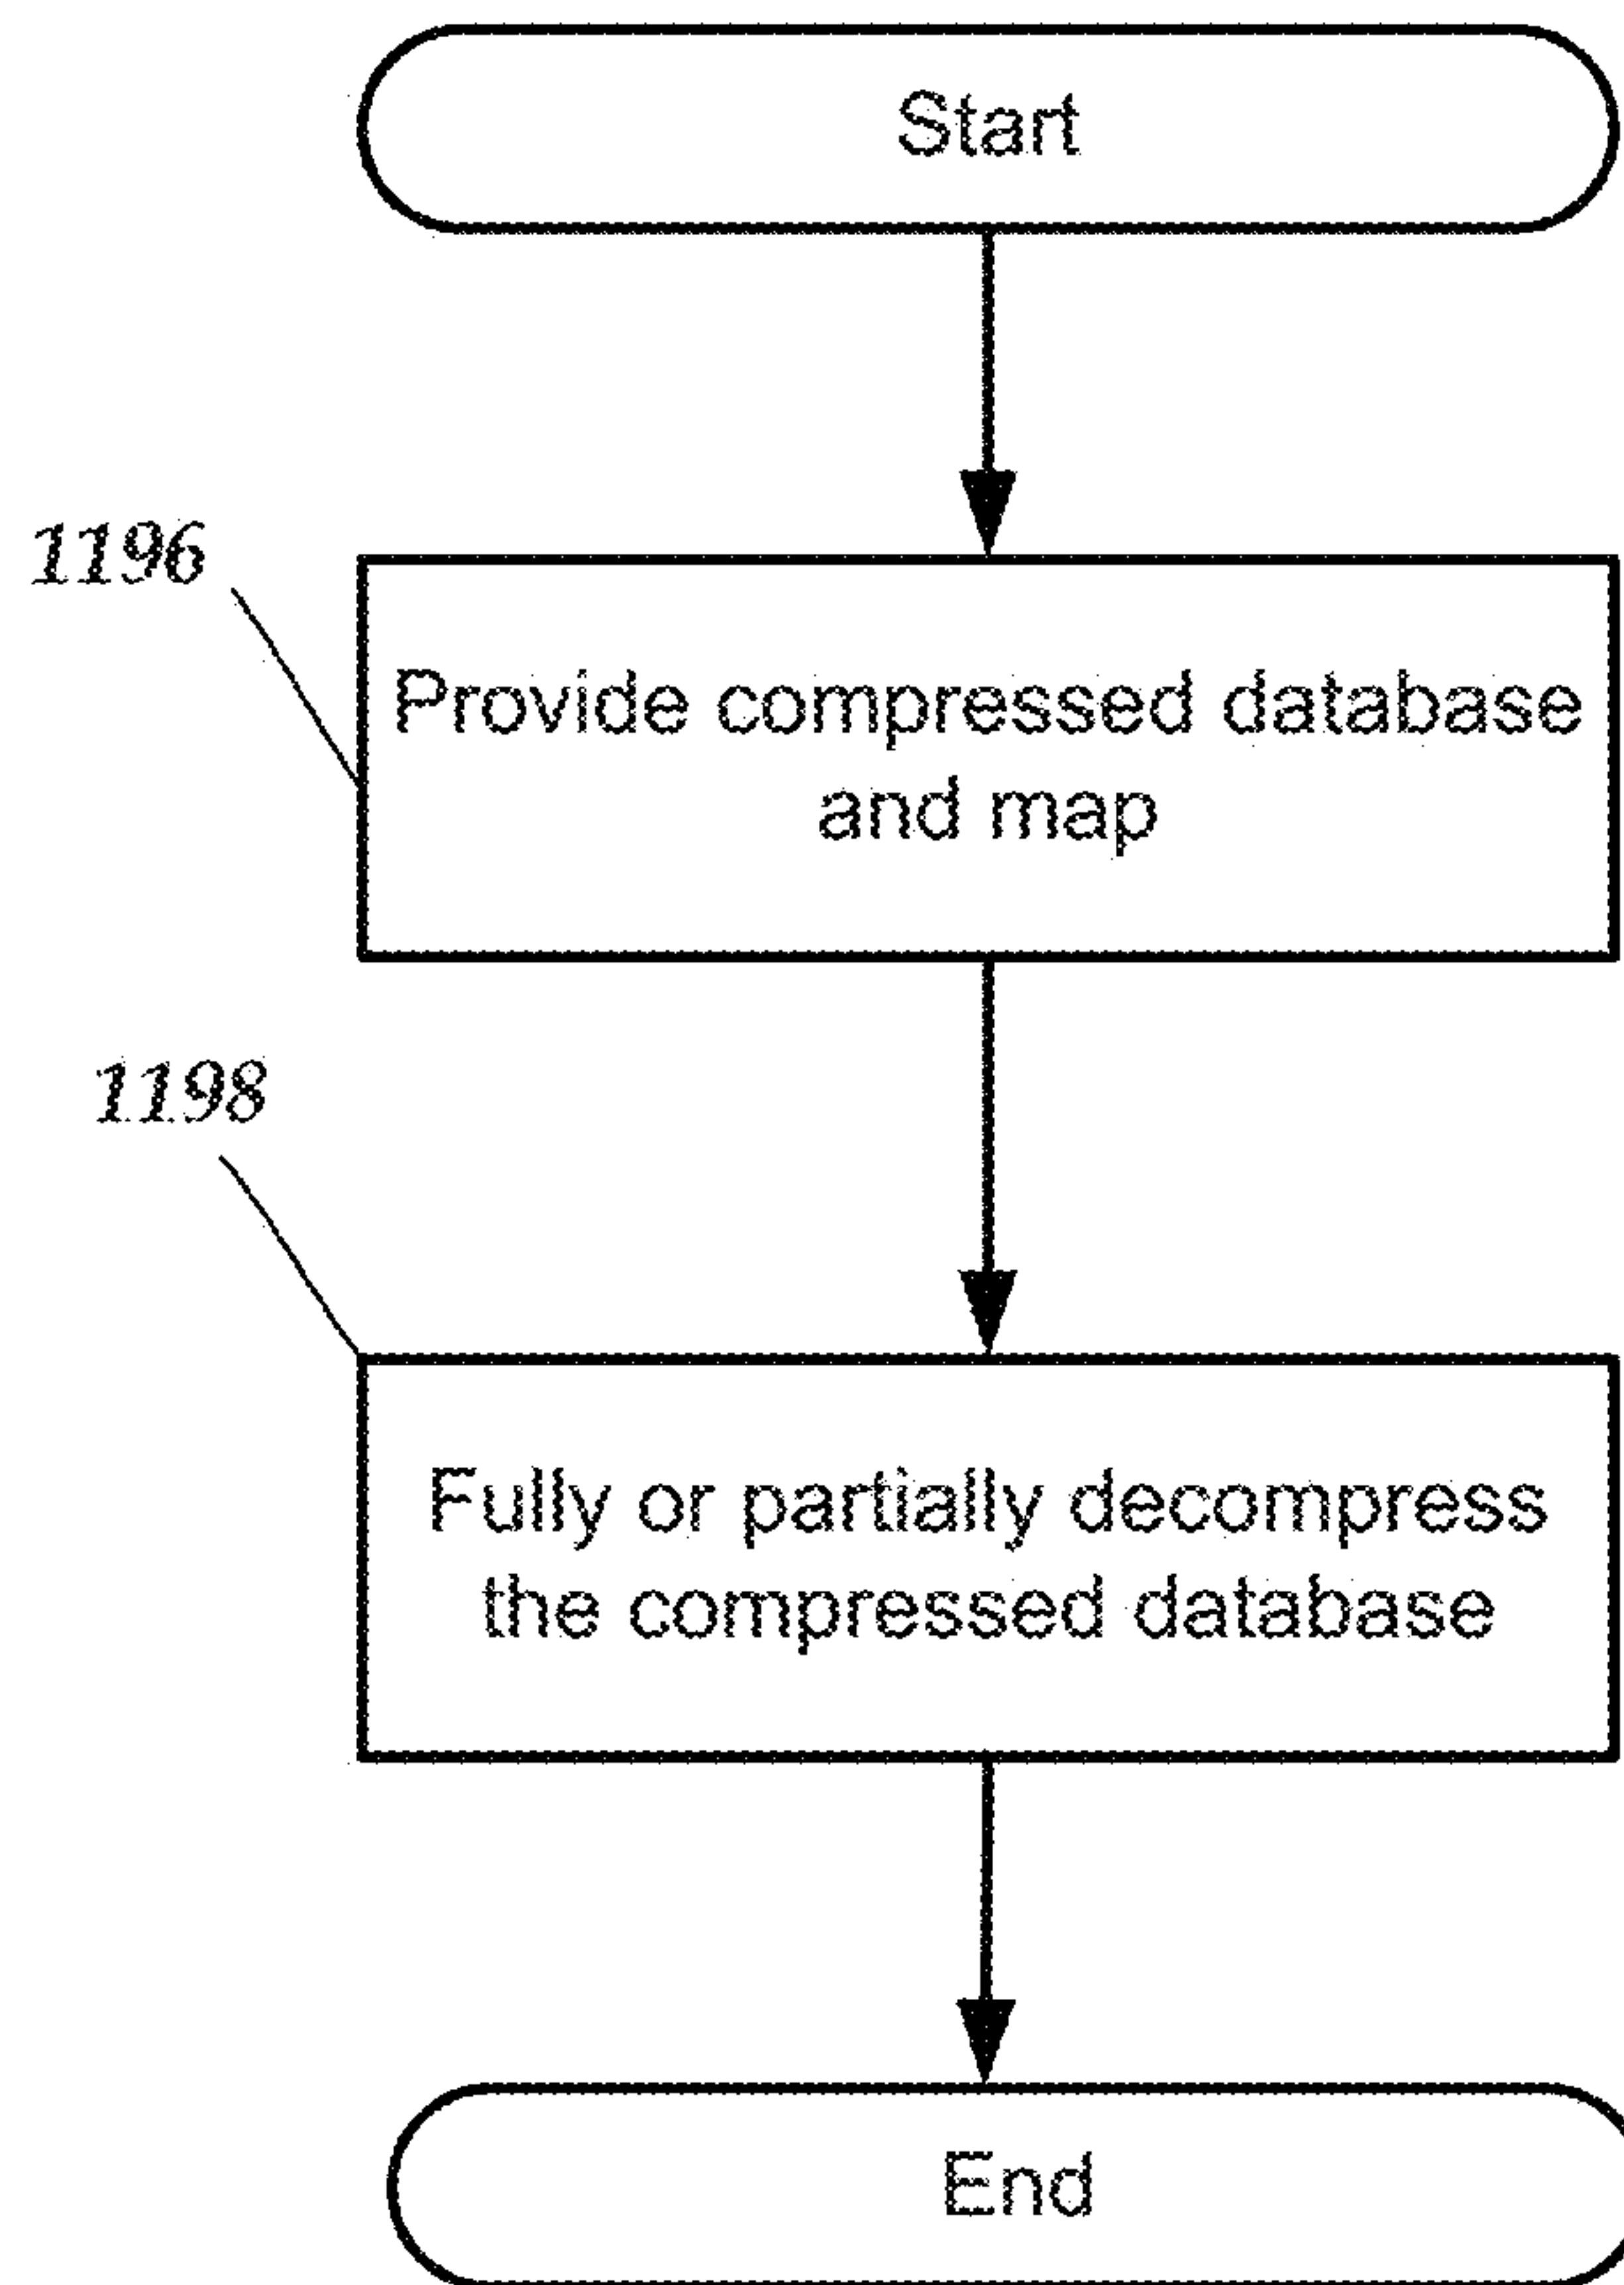 Start
1196
Provide compressed database
and map
1198
Fully or partially decompress
the compressed database
End